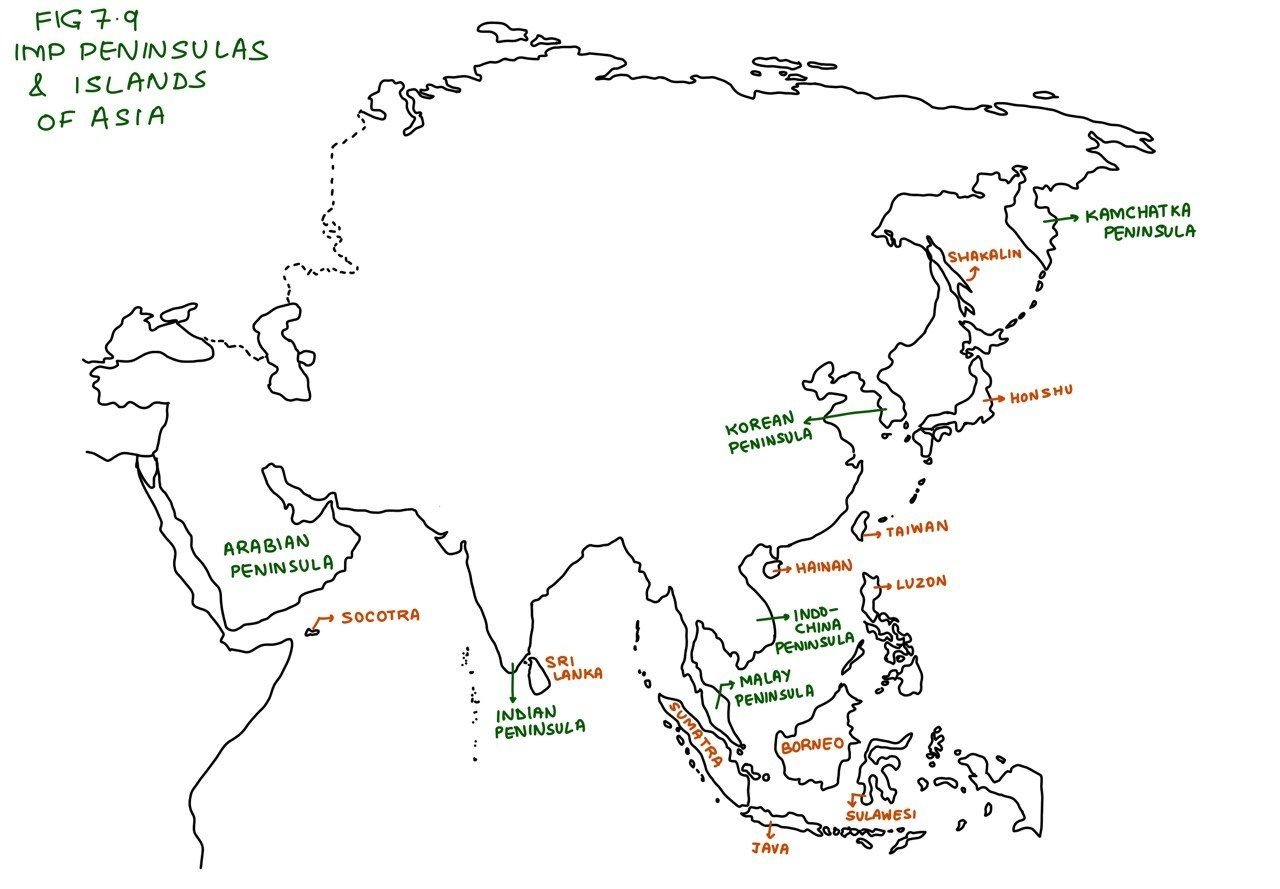 FIG 7.9
IMP PENINSULAS
& ISLANDS
OF ASIA
KAMCHATKA
PENINSULA
SHAKALIN
HONSHU
KOREAN
PENINSULA
TAIWAN
ARABIAN
PENINSULA
HAINAN
LUZON
SOCOTRA
INDO-
CHINA
PENINSULA
SRI
LANKA
MALAY
PENINSULA
INDIAN
PENINSULA
SUMATRA
BORNEO
SULAWESI
JAVA